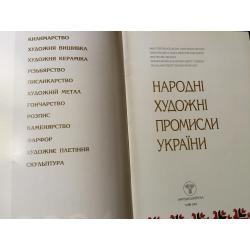 КИЛИМАРСТВО
ХУДОЖНЯ ВИШИВКА
ХУДОЖНЯ КЕРАМІКА
РІЗЬБЯРСТВО
ПИСАНКАРСТВО
ХУДОЖНІЙ МЕТАЛ
ГОНЧАРСТВО
РОЗПИС
КАМЕНЯРСТВО
ФАРФОР
ХУДОЖНЄ ПЛЕТІННЯ
СКУЛЬПТУРА
НАРОДНІ
ХУДОЖНІ
ПРОМИСЛИ
УКРАЇНИ